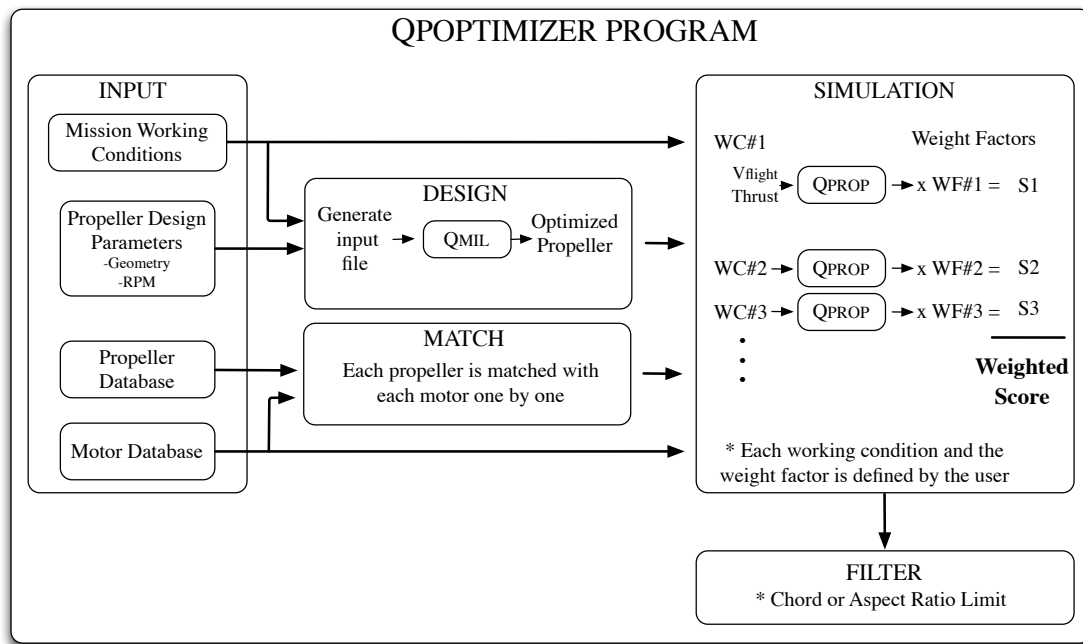 QPOPTIMIZER PROGRAM
INPUT
Mission Working
Conditions
Propeller Design
Parameters
-Geometry
-RPM
Propeller
Database
Motor Database
DESIGN
Generate
input
file
QMIL
Optimized
Propeller
MATCH
Each propeller is matched with
each motor one by one
SIMULATION
WC#1
Weight Factors
Vflight
Thrust
QPROP
x WF#1 =
S1
WC#2
QPROP
x WF#2 =
S2
WC#3
QPROP
x WF#3 =
S3
Weighted
Score
* Each working condition and the
weight factor is defined by the user
FILTER
* Chord or Aspect Ratio Limit